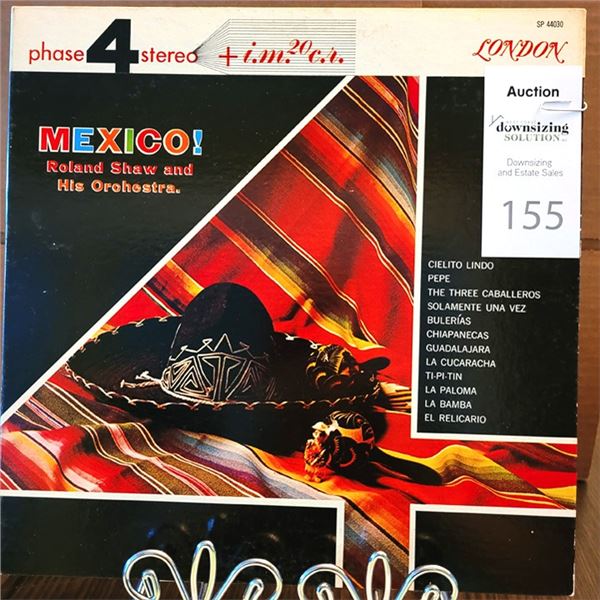 SP 44030
phase 4 stereo + i.m.20 c.r. LONDON
MEXICO!
Roland Shaw and
His Orchestra.
Auction
downsizing
SOLUTION
Downsizing
and Estate Sales
155
CIELITO LINDO
PEPE
THE THREE CABALLEROS
SOLAMENTE UNA VEZ
BULERÍAS
CHIAPANECAS
GUADALAJARA
LA CUCARACHA
TI-PI-TIN
LA PALOMA
LA BAMBA
EL RELICARIO